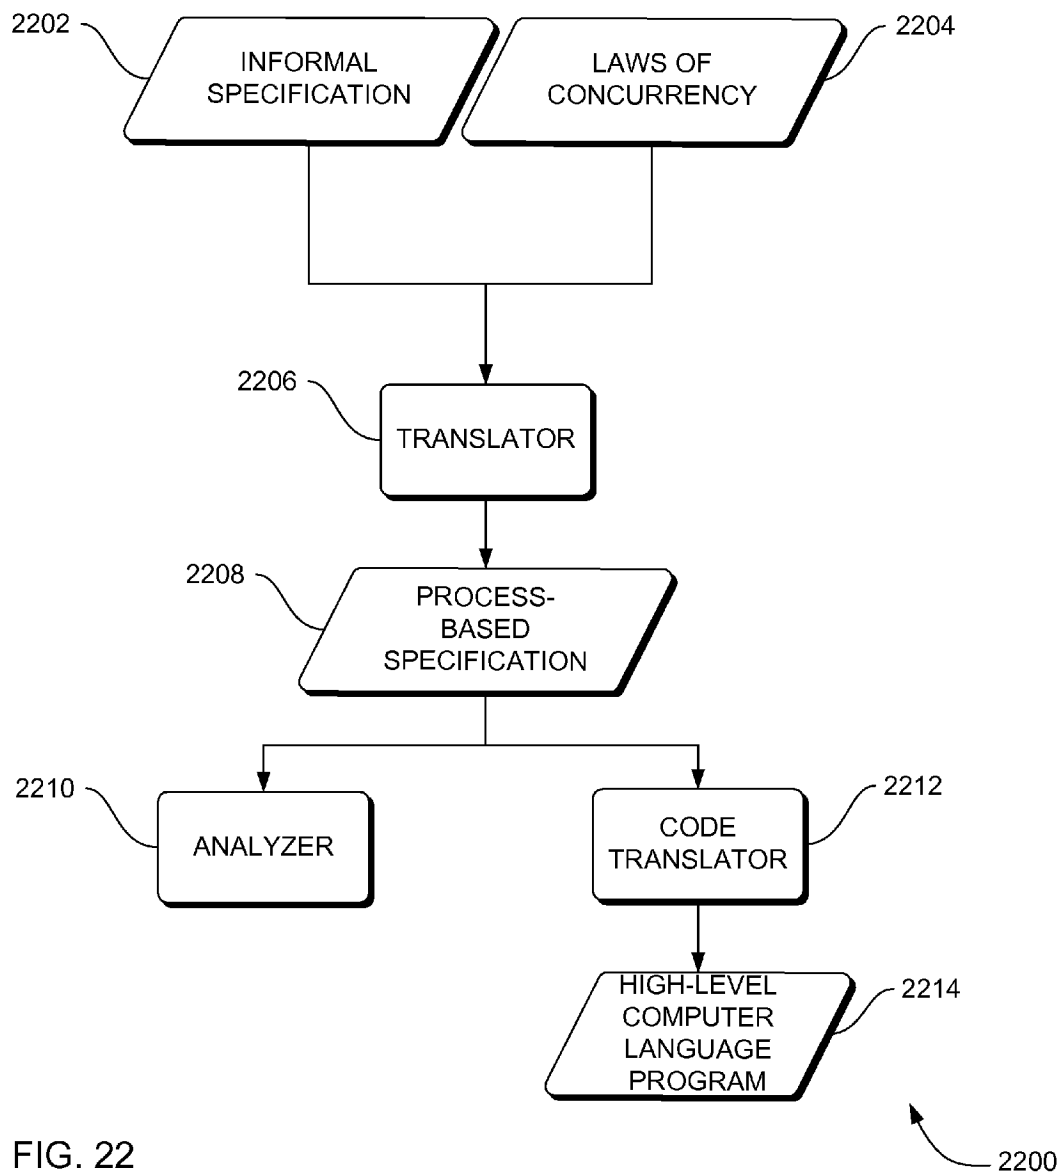 2202
INFORMAL
SPECIFICATION
LAWS OF
CONCURRENCY
2204
2206
TRANSLATOR
2208
PROCESS-
BASED
SPECIFICATION
2210
ANALYZER
CODE
TRANSLATOR
2212
HIGH-LEVEL
COMPUTER
LANGUAGE
PROGRAM
2214
FIG. 22
2200